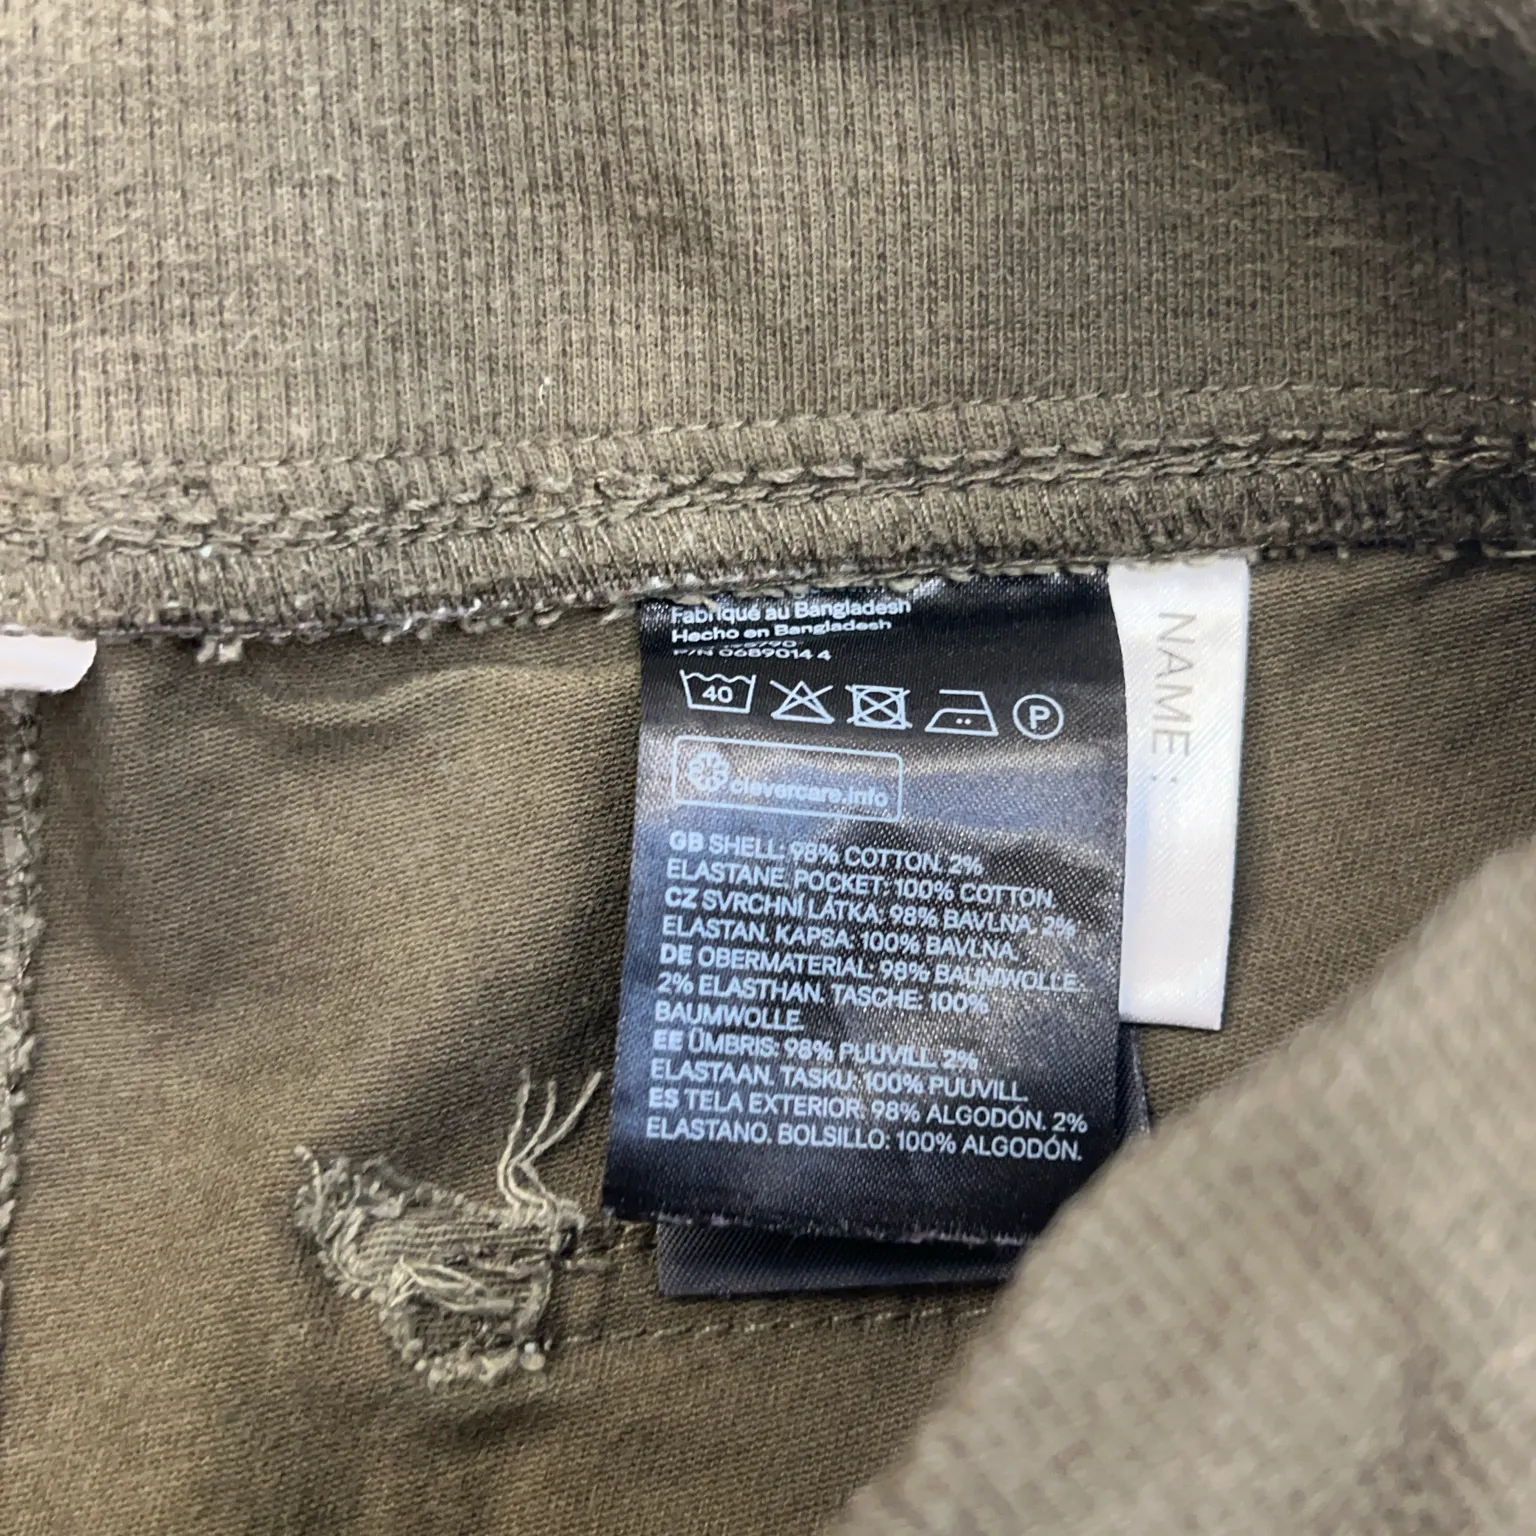 Fabriqué au Bangladesh
Hecho en Bangladesh
P/N 0689014 4
40
P
clevercare.info
GB SHELL: 98% COTTON. 2%
ELASTANE. POCKET: 100% COTTON.
CZ SVRCHNÍ LÁTKA: 98% BAVLNA. 2%
ELASTAN. KAPSA: 100% BAVLNA.
DE OBERMATERIAL: 98% BAUMWOLLE.
2% ELASTHAN. TASCHE: 100%
BAUMWOLLE.
EE ÜMBRIS: 98% PUUVILL. 2%
ELASTAAN. TASKU: 100% PUUVILL.
ES TELA EXTERIOR: 98% ALGODÓN. 2%
ELASTANO. BOLSILLO: 100% ALGODÓN.
NAME :